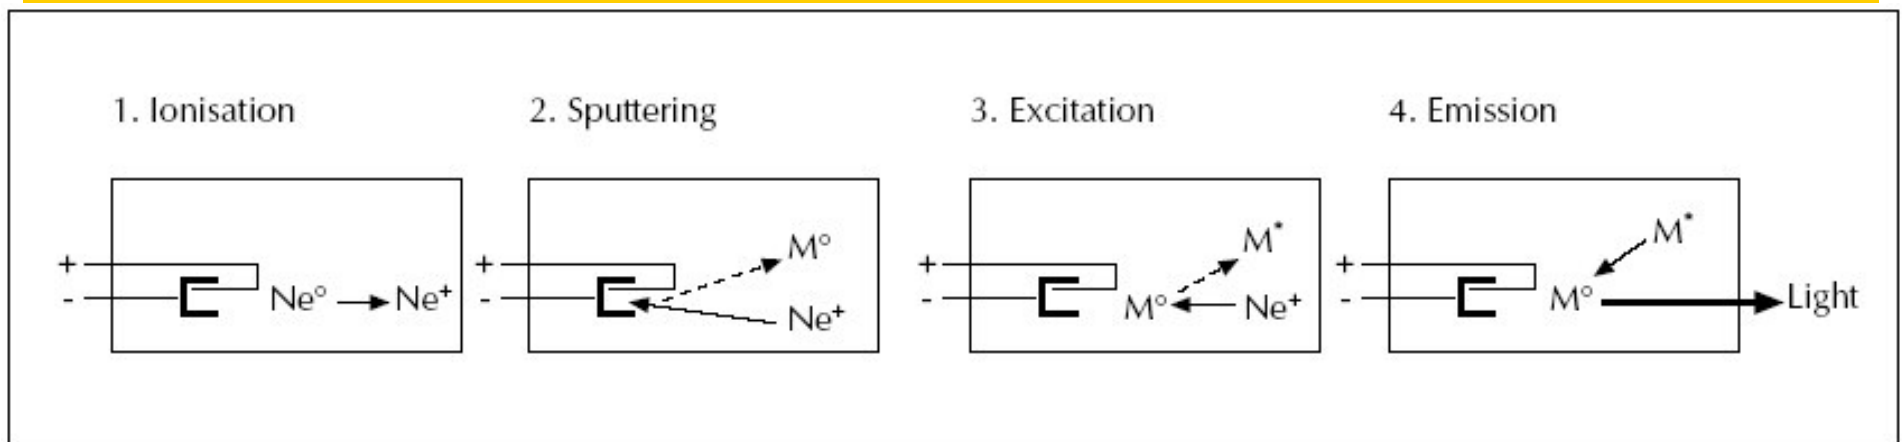 1. Ionisation
2. Sputtering
3. Excitation
4. Emission
+
-
Ne° Ne⁺
+
-
M°
Ne⁺
+
-
M*
M° Ne⁺
+
-
M*
M° Light